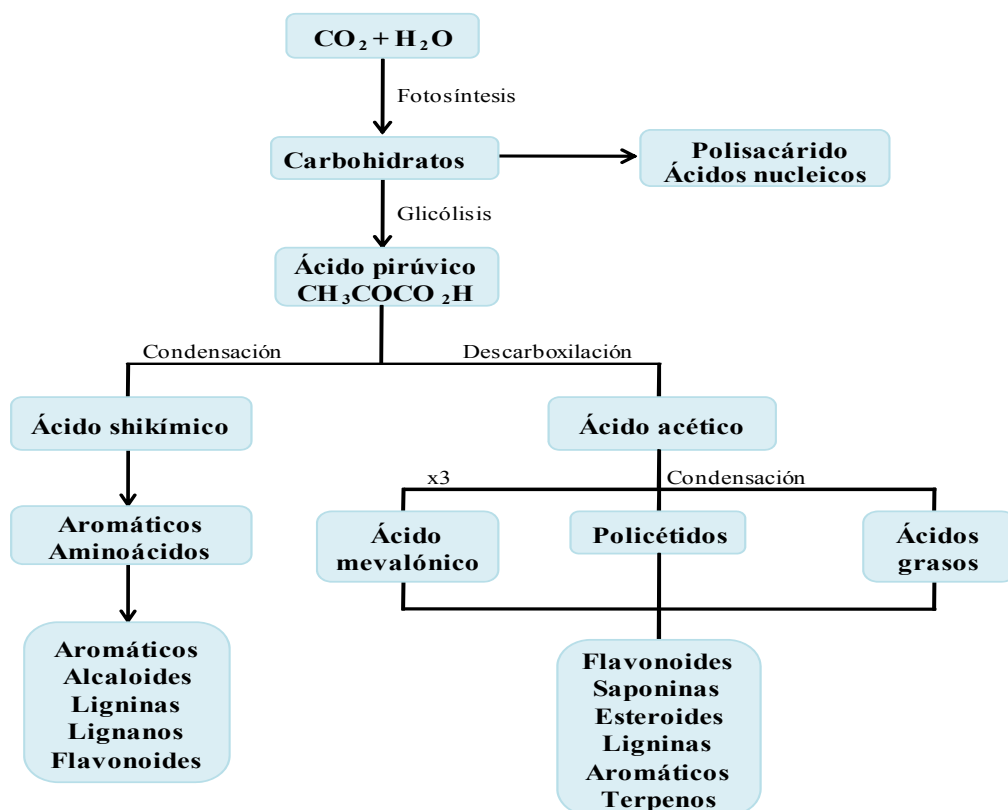 CO₂ + H₂O
Fotosíntesis
Carbohidratos
Polisacárido
Ácidos nucleicos
Glicólisis
Ácido pirúvico
CH₃COCO₂H
Condensación
Descarboxilación
Ácido shikímico
Ácido acético
x3
Condensación
Aromáticos
Aminoácidos
Ácido
mevalónico
Policétidos
Ácidos
grasos
Aromáticos
Alcaloides
Ligninas
Lignanos
Flavonoides
Flavonoides
Saponinas
Esteroides
Ligninas
Aromáticos
Terpenos